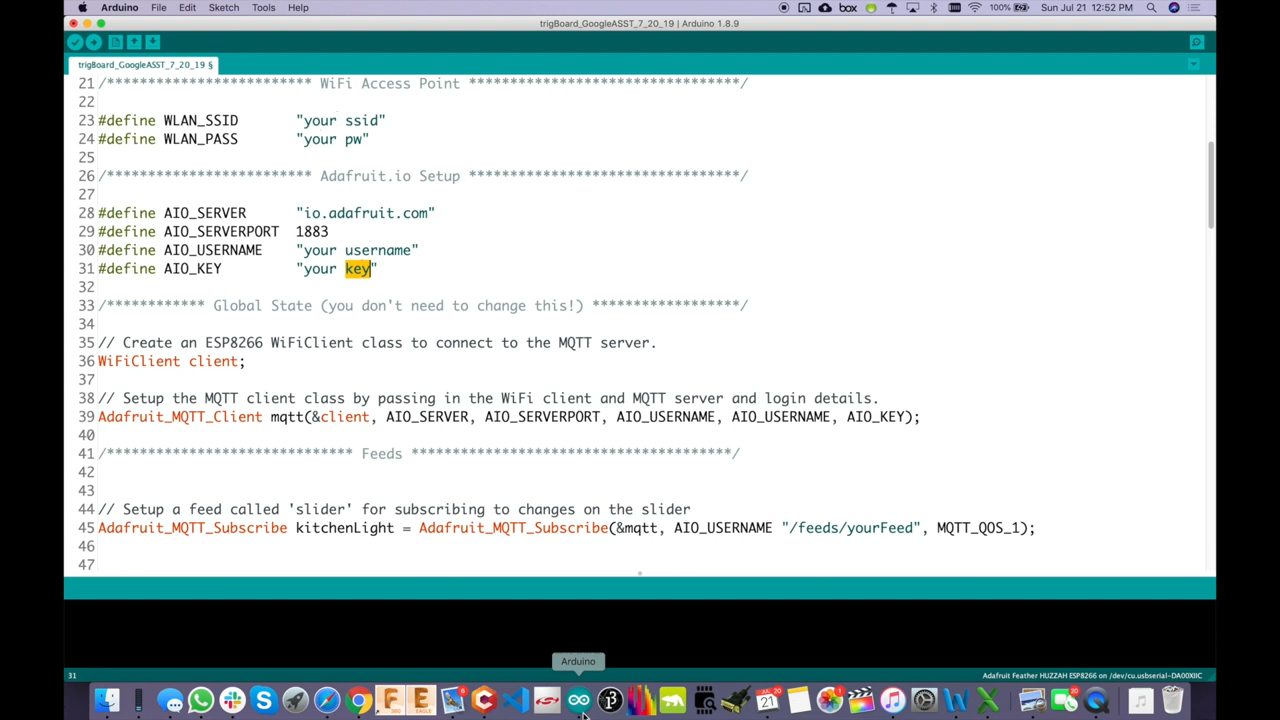 Arduino File Edit Sketch Tools Help box 100% Sun Jul 21 12:52 PM
trigBoard_GoogleASST_7_20_19 | Arduino 1.8.9
trigBoard_GoogleASST_7_20_19 §
21 /************************* WiFi Access Point *********************************/
22
23 #define WLAN_SSID "your ssid"
24 #define WLAN_PASS "your pw"
25
26 /************************* Adafruit.io Setup *********************************/
27
28 #define AIO_SERVER "io.adafruit.com"
29 #define AIO_SERVERPORT 1883
30 #define AIO_USERNAME "your username"
31 #define AIO_KEY "your key"
32
33 /************ Global State (you don't need to change this!) ******************/
34
35 // Create an ESP8266 WiFiClient class to connect to the MQTT server.
36 WiFiClient client;
37
38 // Setup the MQTT client class by passing in the WiFi client and MQTT server and login details.
39 Adafruit_MQTT_Client mqtt(&client, AIO_SERVER, AIO_SERVERPORT, AIO_USERNAME, AIO_USERNAME, AIO_KEY);
40
41 /****************************** Feeds ***************************************/
42
43
44 // Setup a feed called 'slider' for subscribing to changes on the slider
45 Adafruit_MQTT_Subscribe kitchenLight = Adafruit_MQTT_Subscribe(&mqtt, AIO_USERNAME "/feeds/yourFeed", MQTT_QOS_1);
46
47
Arduino
31 Adafruit Feather HUZZAH ESP8266 on /dev/cu.usbserial-DA00XIIC